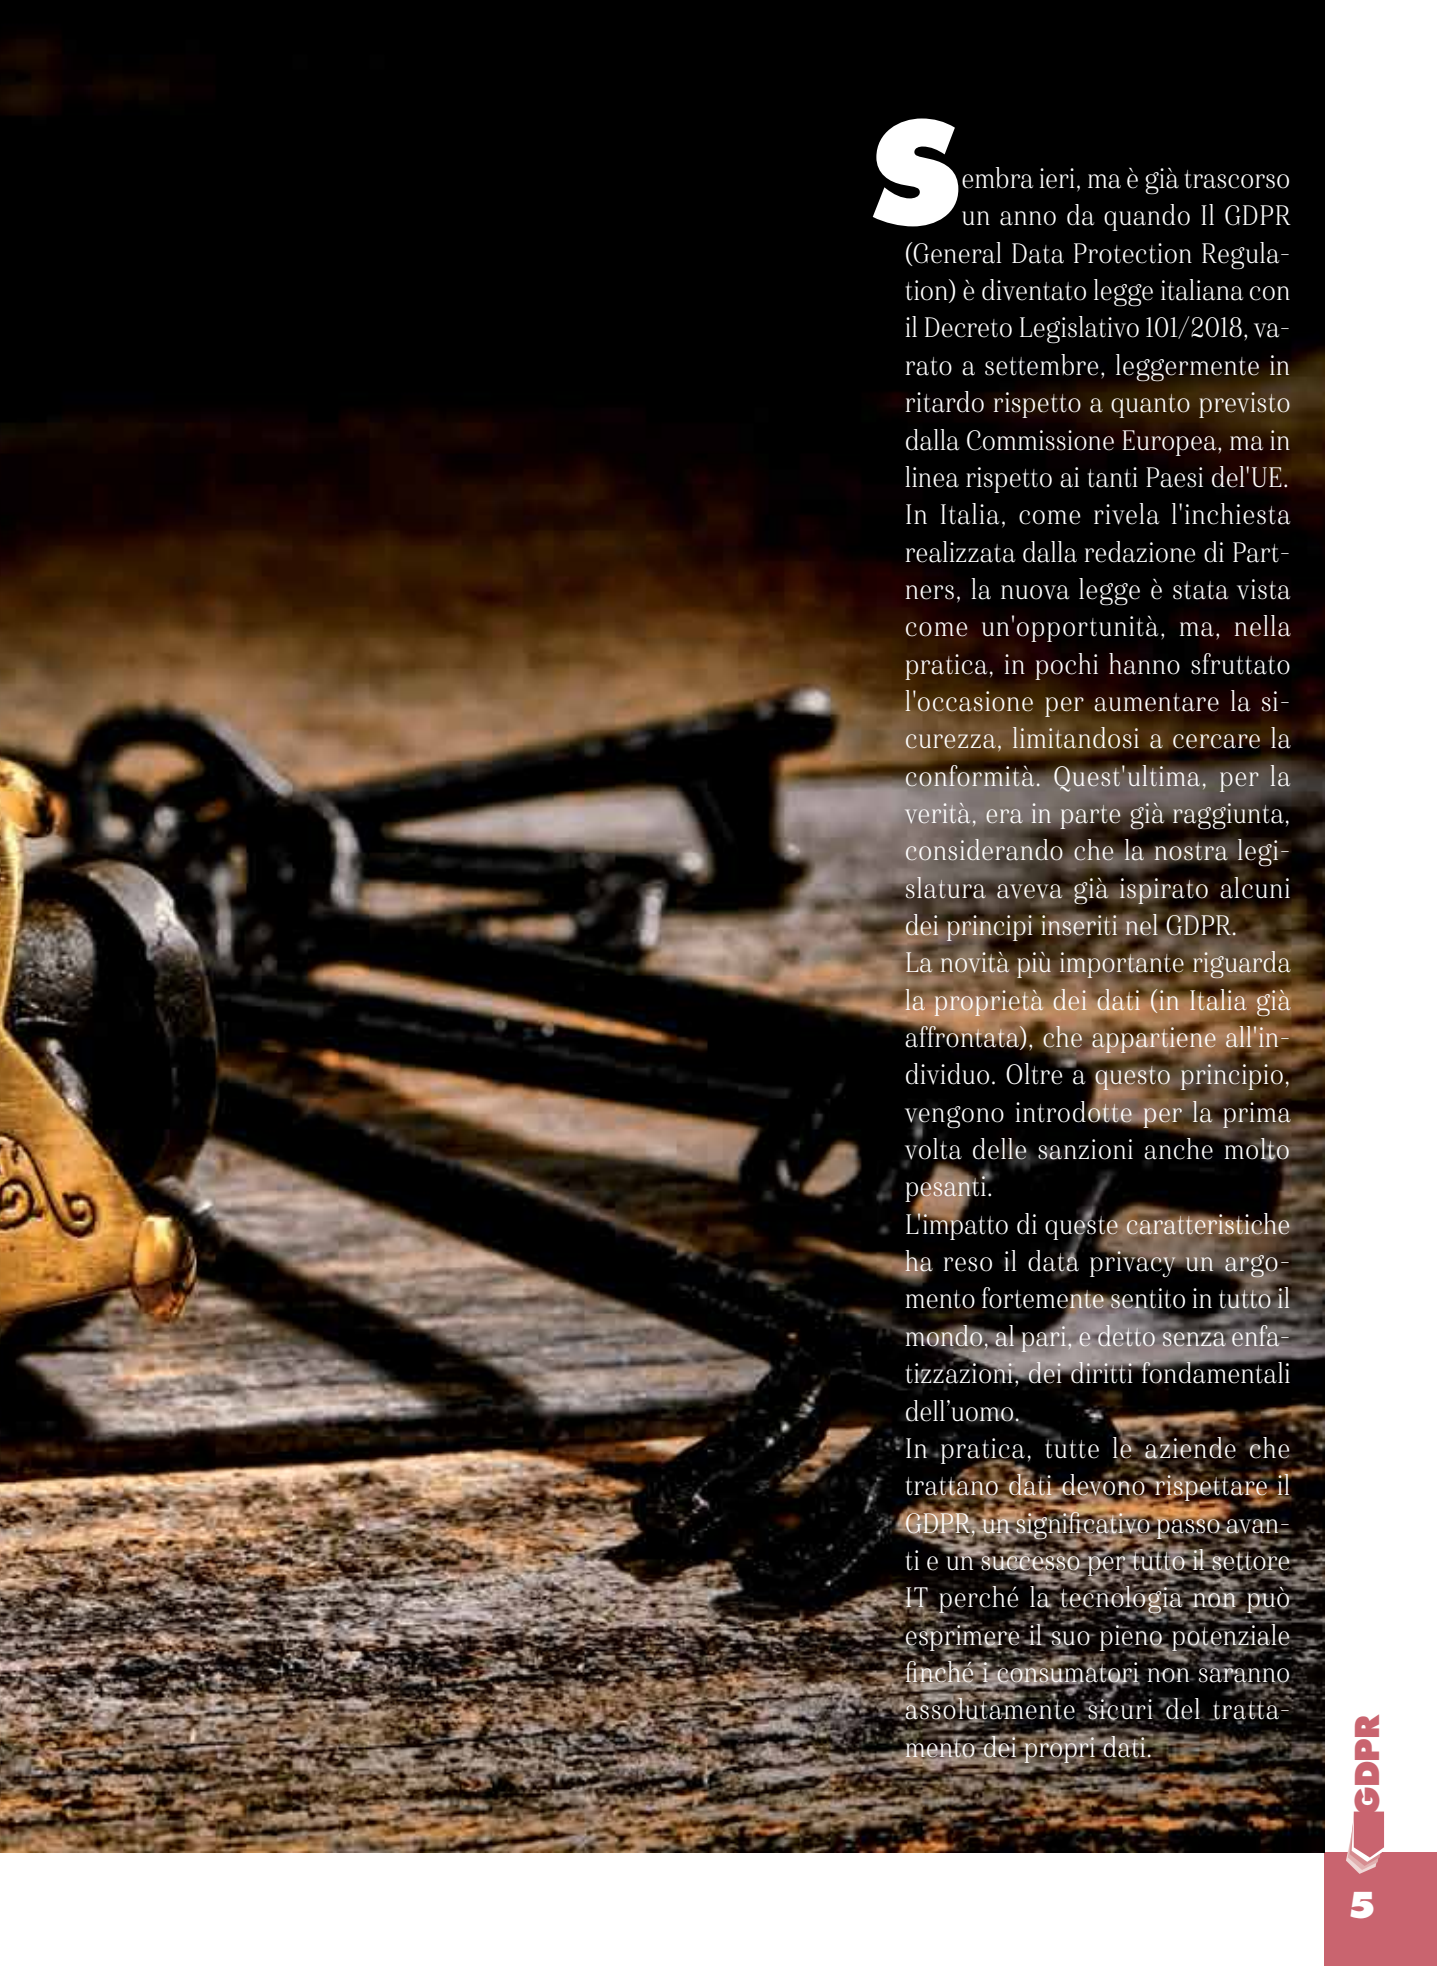 Sembra ieri, ma è già trascorso
un anno da quando Il GDPR
(General Data Protection Regula-
tion) è diventato legge italiana con
il Decreto Legislativo 101/2018, va-
rato a settembre, leggermente in
ritardo rispetto a quanto previsto
dalla Commissione Europea, ma in
linea rispetto ai tanti Paesi del'UE.
In Italia, come rivela l'inchiesta
realizzata dalla redazione di Part-
ners, la nuova legge è stata vista
come un'opportunità, ma, nella
pratica, in pochi hanno sfruttato
l'occasione per aumentare la si-
curezza, limitandosi a cercare la
conformità. Quest'ultima, per la
verità, era in parte già raggiunta,
considerando che la nostra legi-
slatura aveva già ispirato alcuni
dei principi inseriti nel GDPR.
La novità più importante riguarda
la proprietà dei dati (in Italia già
affrontata), che appartiene all'in-
dividuo. Oltre a questo principio,
vengono introdotte per la prima
volta delle sanzioni anche molto
pesanti.
L'impatto di queste caratteristiche
ha reso il data privacy un argo-
mento fortemente sentito in tutto il
mondo, al pari, e detto senza enfa-
tizzazioni, dei diritti fondamentali
dell’uomo.
In pratica, tutte le aziende che
trattano dati devono rispettare il
GDPR, un significativo passo avan-
ti e un successo per tutto il settore
IT perché la tecnologia non può
esprimere il suo pieno potenziale
finché i consumatori non saranno
assolutamente sicuri del tratta-
mento dei propri dati.
GDPR
5